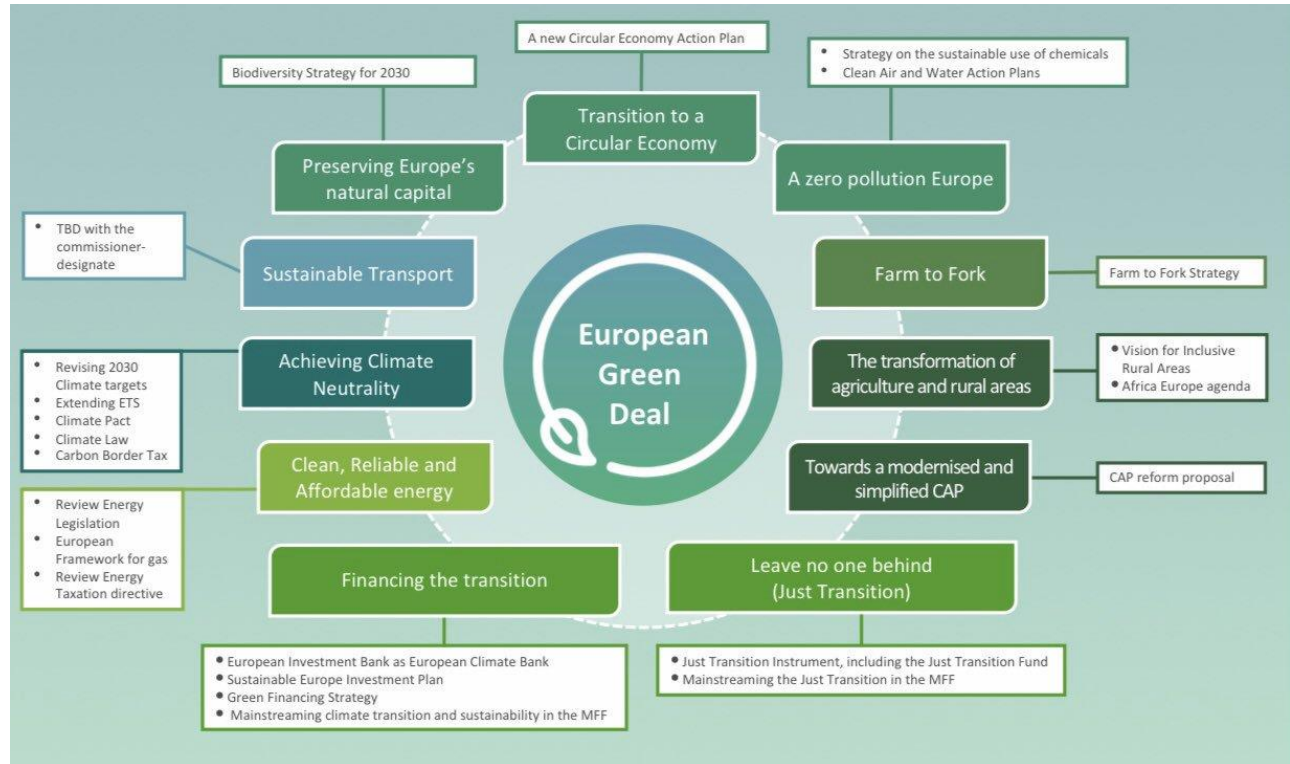 A new Circular Economy Action Plan
Transition to a
Circular Economy
Biodiversity Strategy for 2030
Preserving Europe's
natural capital
• Strategy on the sustainable use of chemicals
• Clean Air and Water Action Plans
A zero pollution Europe
• TBD with the
commissioner-
designate
Sustainable Transport
Farm to Fork
Farm to Fork Strategy
European
Green
Deal
• Revising 2030
Climate targets
• Extending ETS
• Climate Pact
• Climate Law
• Carbon Border Tax
Achieving Climate
Neutrality
The transformation of
agriculture and rural areas
• Vision for Inclusive
Rural Areas
• Africa Europe agenda
• Review Energy
Legislation
• European
Framework for gas
• Review Energy
Taxation directive
Clean, Reliable and
Affordable energy
Towards a modernised and
simplified CAP
CAP reform proposal
Financing the transition
• European Investment Bank as European Climate Bank
• Sustainable Europe Investment Plan
• Green Financing Strategy
• Mainstreaming climate transition and sustainability in the MFF
Leave no one behind
(Just Transition)
• Just Transition Instrument, including the Just Transition Fund
• Mainstreaming the Just Transition in the MFF